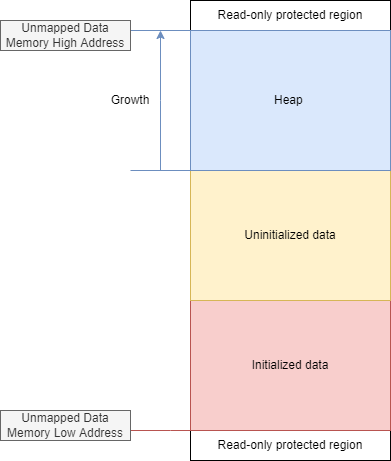 Read-only protected region
Unmapped Data
Memory High Address
Growth
Heap
Uninitialized data
Initialized data
Unmapped Data
Memory Low Address
Read-only protected region